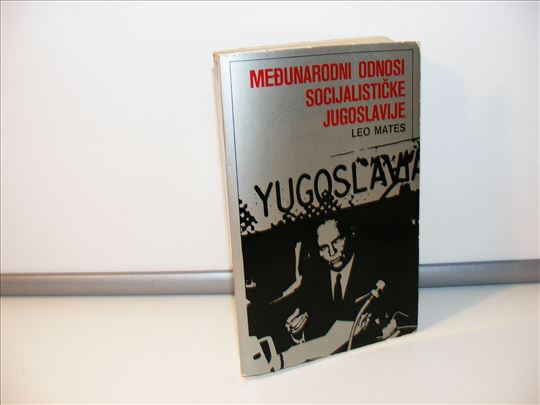 MEĐUNARODNI ODNOSI
SOCIJALISTIČKE
JUGOSLAVIJE
LEO MATES
YUGOSLAVIA